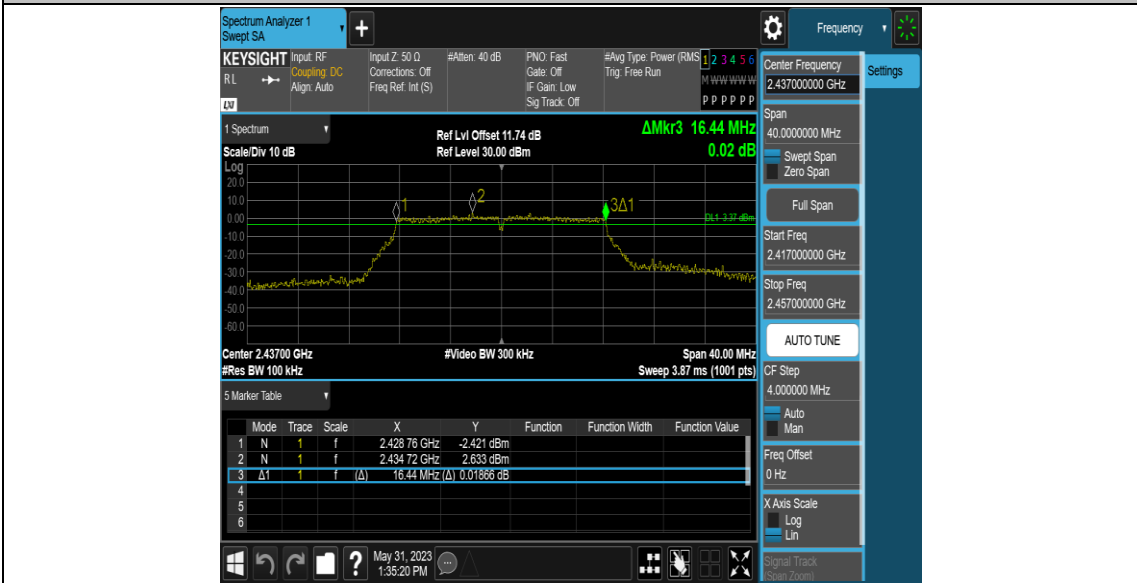 Spectrum Analyzer 1
Swept SA
Frequency
KEYSIGHT
R L
LXI
Input: RF
Coupling: DC
Align: Auto
Input Z: 50 Ω
Corrections: Off
Freq Ref: Int (S)
#Atten: 40 dB
PNO: Fast
Gate: Off
IF Gain: Low
Sig Track: Off
#Avg Type: Power (RMS
Trig: Free Run
1 2 3 4 5 6
M W W W W W
P P P P P P
1 Spectrum
Scale/Div 10 dB
Ref Lvl Offset 11.74 dB
Ref Level 30.00 dBm
ΔMkr3 16.44 MHz
0.02 dB
Log
20.0
10.0
0.00
-10.0
-20.0
-30.0
-40.0
-50.0
-60.0
1
2
3Δ1
DL1 -3.37 dBm
Center 2.43700 GHz
#Video BW 300 kHz
Span 40.00 MHz
#Res BW 100 kHz
Sweep 3.87 ms (1001 pts)
5 Marker Table
Mode Trace Scale X Y Function Function Width Function Value
1 N 1 f 2.428 76 GHz -2.421 dBm
2 N 1 f 2.434 72 GHz 2.633 dBm
3 Δ1 1 f (Δ) 16.44 MHz (Δ) 0.01866 dB
4
5
6
May 31, 2023
1:35:20 PM
Center Frequency
2.437000000 GHz
Settings
Span
40.0000000 MHz
Swept Span
Zero Span
Full Span
Start Freq
2.417000000 GHz
Stop Freq
2.457000000 GHz
AUTO TUNE
CF Step
4.000000 MHz
Auto
Man
Freq Offset
0 Hz
X Axis Scale
Log
Lin
Signal Track
(Span Zoom)